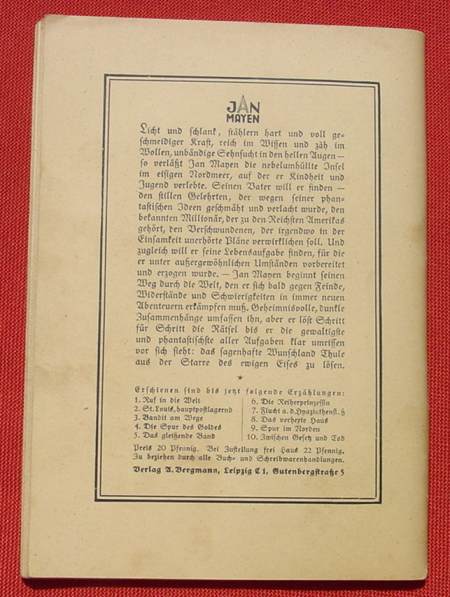 JAN
MAYEN
Licht und schlank, stählern hart und voll ge-
schmeidiger Kraft, reich im Wissen und zäh im
Wollen, unbändige Sehnsucht in den hellen Augen —
so verläßt Jan Mayen die nebelumhüllte Insel
im eisigen Nordmeer, auf der er Kindheit und
Jugend verlebte. Seinen Vater will er finden —
den stillen Gelehrten, der wegen seiner phan-
tastischen Ideen geschmäht und verlacht wurde, den
bekannten Millionär, der zu den Reichsten Amerikas
gehört, den Verschwundenen, der irgendwo in der
Einsamkeit unerhörte Pläne verwirklichen soll. Und
zugleich will er seine Lebensaufgabe finden, für die
er unter außergewöhnlichen Umständen vorbereitet
und erzogen wurde. — Jan Mayen beginnt seinen
Weg durch die Welt, den er sich bald gegen Feinde,
Widerstände und Schwierigkeiten in immer neuen
Abenteuern erkämpfen muß. Geheimnisvolle, dunkle
Zusammenhänge umfassen ihn, aber er löst Schritt
für Schritt die Rätsel bis er die gewaltigste
und phantastischste aller Aufgaben klar umrissen
vor sich sieht: das sagenhafte Wunschland Thule
aus der Starre des ewigen Eises zu lösen.
*
Erschienen sind bis jetzt folgende Erzählungen:
1. Ruf in die Welt
2. St. Louis, hauptpostlagernd
3. Bandit am Wege
4. Die Spur des Goldes
5. Das gleißende Band
6. Die Reiherprinzessin
7. Flucht a. d. Hyazinthenst. h
8. Das verhexte Haus
9. Spur im Norden
10. Zwischen Gesetz und Tod
Preis 20 Pfennig. Bei Zustellung frei Haus 22 Pfennig.
Zu beziehen durch alle Buch- und Schreibwarenhandlungen.
Verlag A. Bergmann, Leipzig C 1, Gutenbergstraße 5